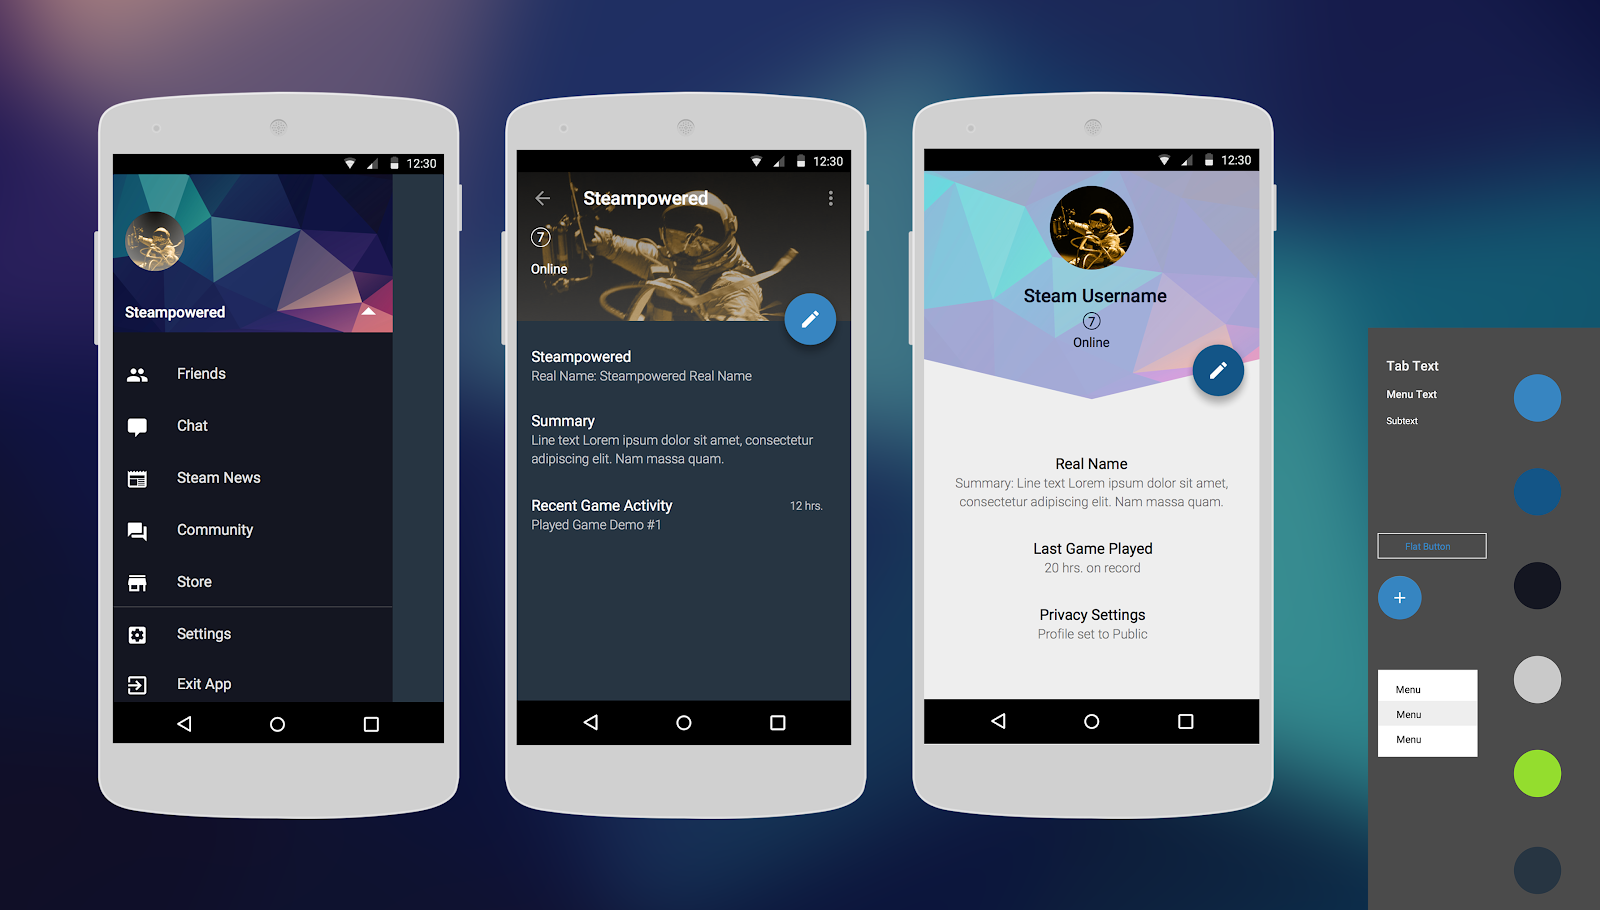 12:30
Steampowered
Friends
Chat
Steam News
Community
Store
Settings
Exit App
12:30
Steampowered
7
Online
Steampowered
Real Name: Steampowered Real Name
Summary
Line text Lorem ipsum dolor sit amet, consectetur
adipiscing elit. Nam massa quam.
Recent Game Activity 12 hrs.
Played Game Demo #1
12:30
Steam Username
7
Online
Real Name
Summary: Line text Lorem ipsum dolor sit amet,
consectetur adipiscing elit. Nam massa quam.
Last Game Played
20 hrs. on record
Privacy Settings
Profile set to Public
Tab Text
Menu Text
Subtext
Flat Button
Menu
Menu
Menu